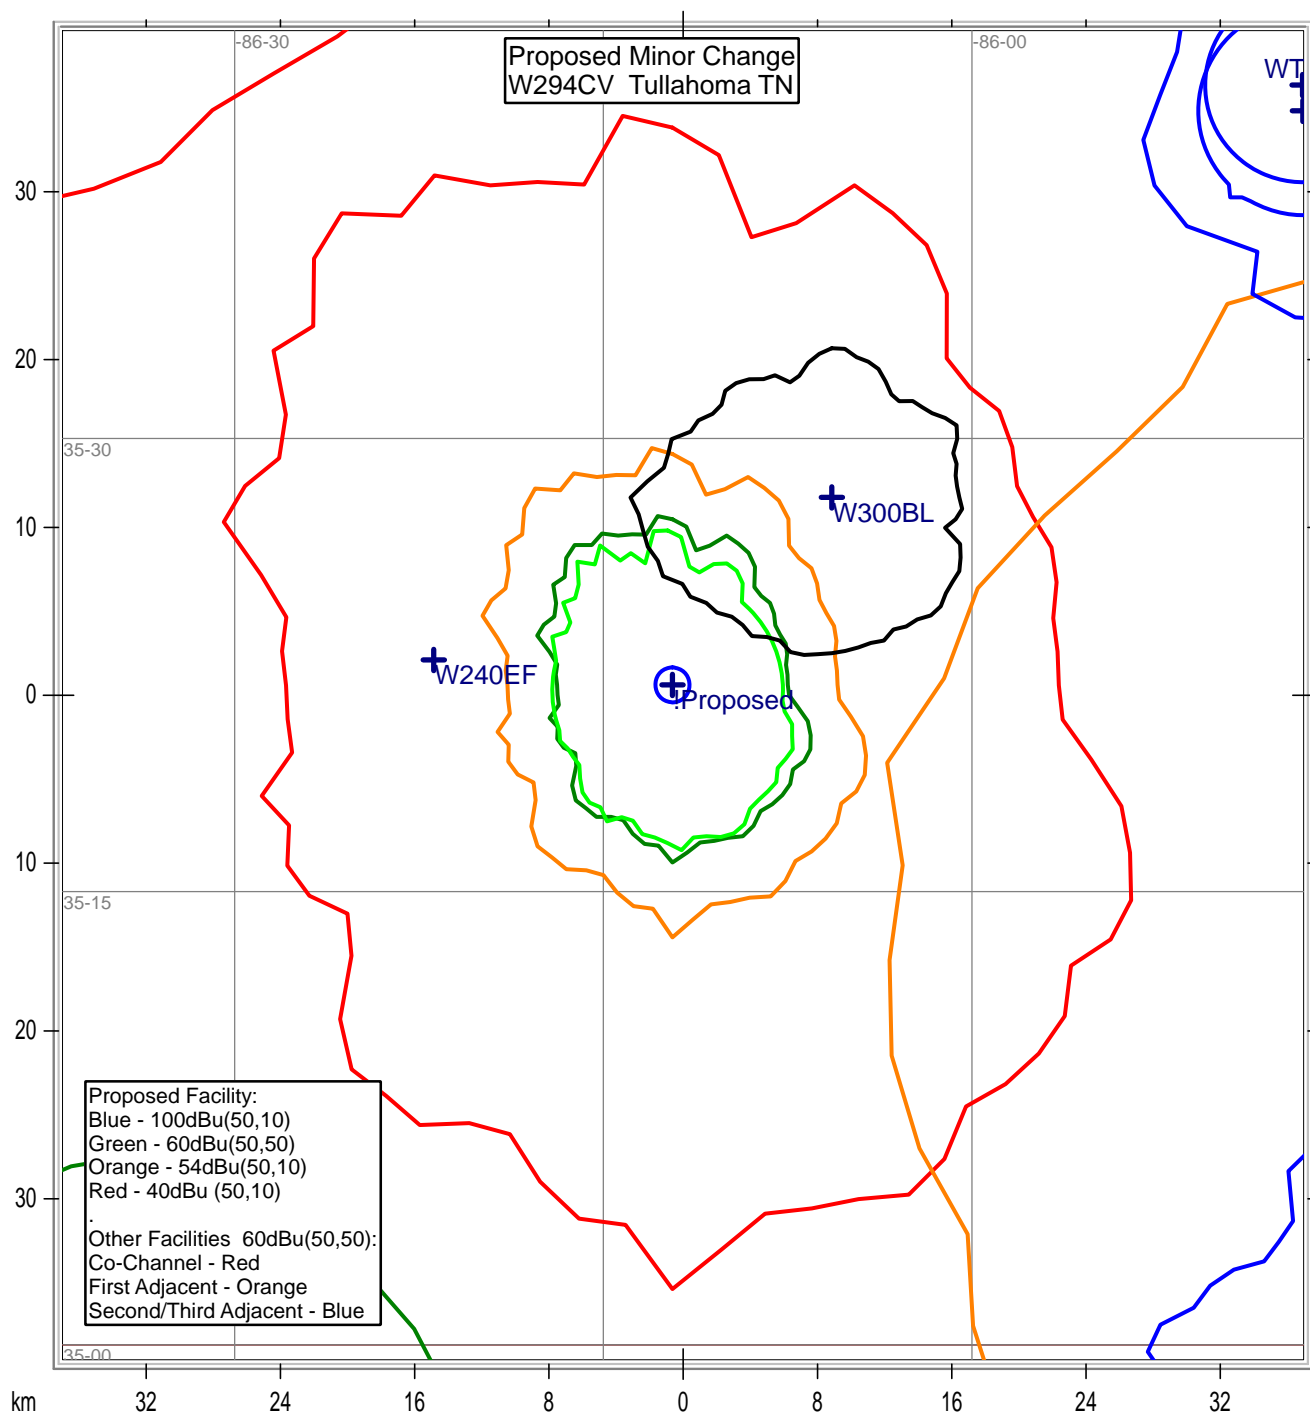 -86-30
-86-00
Proposed Minor Change
W294CV Tullahoma TN
WT
30
20
35-30
10
W300BL
W240EF
0
!Proposed
10
35-15
20
Proposed Facility:
Blue - 100dBu(50,10)
Green - 60dBu(50,50)
Orange - 54dBu(50,10)
Red - 40dBu (50,10)
.
Other Facilities 60dBu(50,50):
Co-Channel - Red
First Adjacent - Orange
Second/Third Adjacent - Blue
30
35-00
km 32 24 16 8 0 8 16 24 32